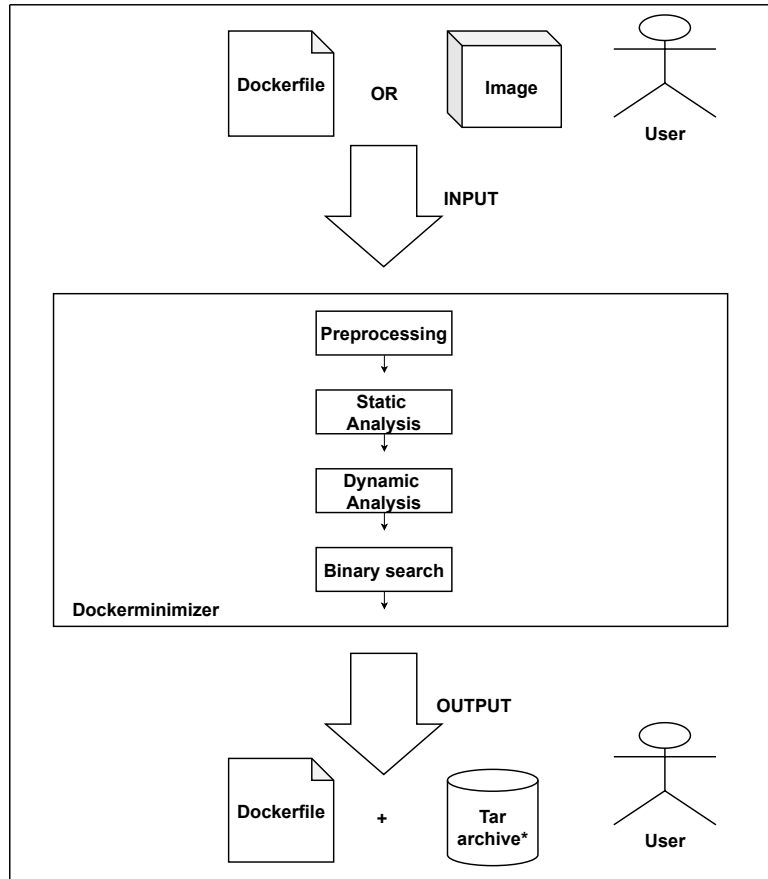 Dockerfile
OR
Image
User
INPUT
Preprocessing
Static
Analysis
Dynamic
Analysis
Binary search
Dockerminimizer
OUTPUT
Dockerfile
+
Tar
archive*
User